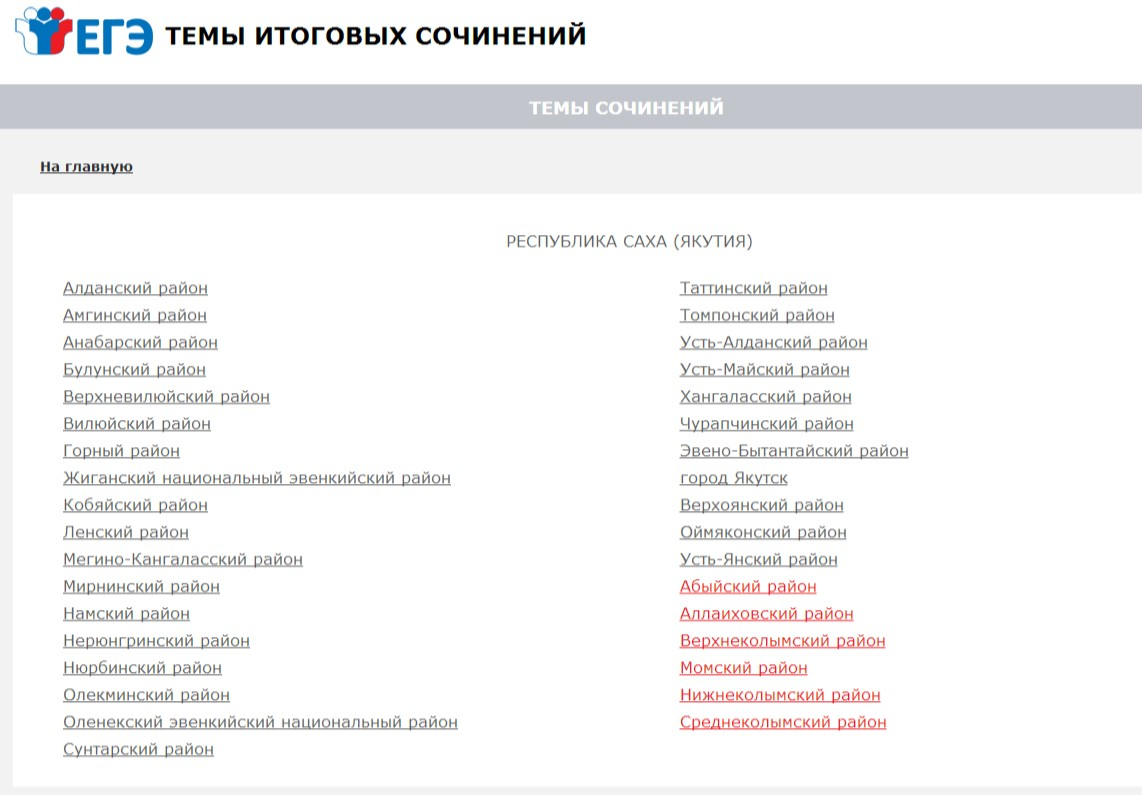 ЕГЭ ТЕМЫ ИТОГОВЫХ СОЧИНЕНИЙ
ТЕМЫ СОЧИНЕНИЙ
На главную
РЕСПУБЛИКА САХА (ЯКУТИЯ)
Алданский район
Амгинский район
Анабарский район
Булунский район
Верхневилюйский район
Вилюйский район
Горный район
Жиганский национальный эвенкийский район
Кобяйский район
Ленский район
Мегино-Кангаласский район
Мирнинский район
Намский район
Нерюнгринский район
Нюрбинский район
Олекминский район
Оленекский эвенкийский национальный район
Сунтарский район
Таттинский район
Томпонский район
Усть-Алданский район
Усть-Майский район
Хангаласский район
Чурапчинский район
Эвено-Бытантайский район
город Якутск
Верхоянский район
Оймяконский район
Усть-Янский район
Абыйский район
Аллаиховский район
Верхнеколымский район
Момский район
Нижнеколымский район
Среднеколымский район